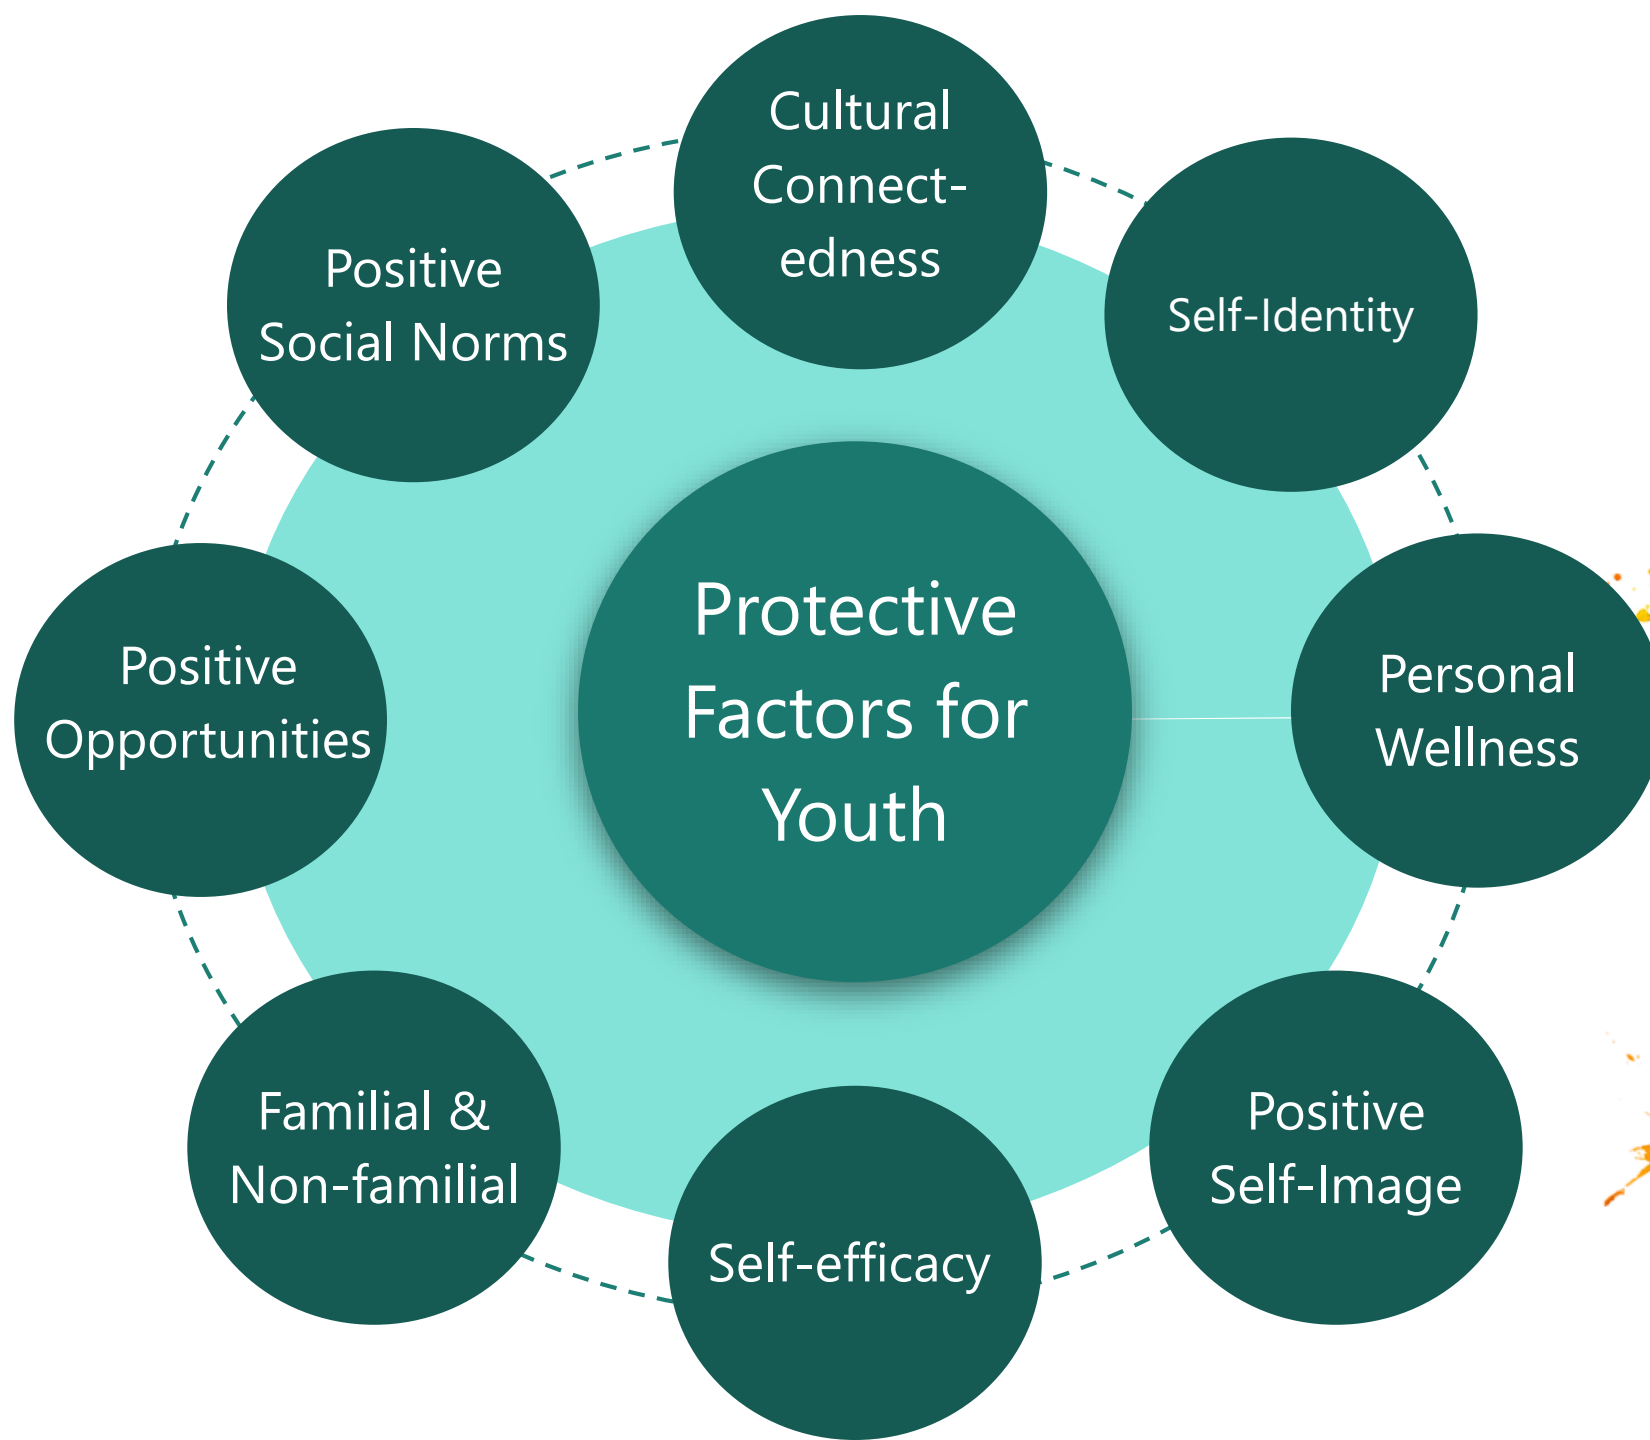 Cultural
Connect-
edness
Self-Identity
Personal
Wellness
Positive
Self-Image
Self-efficacy
Familial &
Non-familial
Positive
Opportunities
Positive
Social Norms
Protective
Factors for
Youth